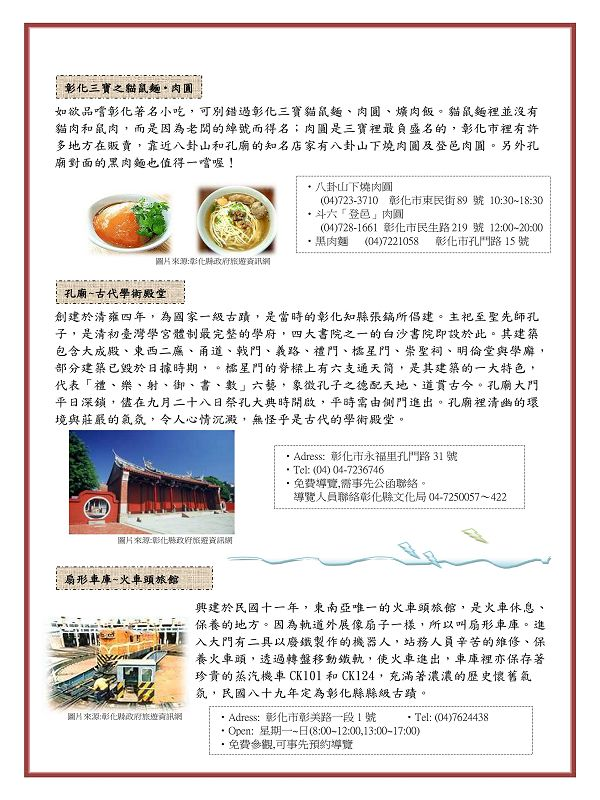 彰化三寶之貓鼠麵‧肉圓
如欲品嚐彰化著名小吃，可別錯過彰化三寶貓鼠麵、肉圓、爌肉飯。貓鼠麵裡並沒有
貓肉和鼠肉，而是因為老闆的綽號而得名；肉圓是三寶裡最負盛名的，彰化市裡有許
多地方在販賣，靠近八卦山和孔廟的知名店家有八卦山下燒肉圓及登邑肉圓。另外孔
廟對面的黑肉麵也值得一嚐喔！
‧八卦山下燒肉圓
(04)723-3710 彰化市東民街 89 號 10:30~18:30
‧斗六「登邑」肉圓
(04)728-1661 彰化市民生路 219 號 12:00~20:00
‧黑肉麵 (04)7221058 彰化市孔門路 15 號
圖片來源:彰化縣政府旅遊資訊網
孔廟~古代學術殿堂
創建於清雍四年，為國家一級古蹟，是當時的彰化知縣張鎬所倡建。主祀至聖先師孔
子，是清初臺灣學宮體制最完整的學府，四大書院之一的白沙書院即設於此。其建築
包含大成殿、東西二廡、甬道、戟門、義路、禮門、櫺星門、崇聖祠、明倫堂與學廨，
部分建築已毀於日據時期，。櫺星門的脊樑上有六支通天筒，是其建築的一大特色，
代表「禮、樂、射、御、書、數」六藝，象徵孔子之德配天地、道貫古今。孔廟大門
平日深鎖，儘在九月二十八日祭孔大典時開啟，平時需由側門進出。孔廟裡清幽的環
境與莊嚴的氣氛，令人心情沉澱，無怪乎是古代的學術殿堂。
‧Adress: 彰化市永福里孔門路 31 號
‧Tel: (04) 04-7236746
‧免費導覽,需事先公函聯絡。
導覽人員聯絡彰化縣文化局 04-7250057～422
圖片來源:彰化縣政府旅遊資訊網
扇形車庫~火車頭旅館
興建於民國十一年，東南亞唯一的火車頭旅館，是火車休息、
保養的地方。因為軌道外展像扇子一樣，所以叫扇形車庫。進
入大門有二具以廢鐵製作的機器人，站務人員辛苦的維修、保
養火車頭，透過轉盤移動鐵軌，使火車進出，車庫裡亦保存著
珍貴的蒸汽機車 CK101 和 CK124，充滿著濃濃的歷史懷舊氣
氛，民國八十九年定為彰化縣縣級古蹟。
圖片來源:彰化縣政府旅遊資訊網
‧Adress: 彰化市彰美路一段 1 號 ‧Tel: (04)7624438
‧Open: 星期一~日(8:00~12:00,13:00~17:00)
‧免費參觀,可事先預約導覽